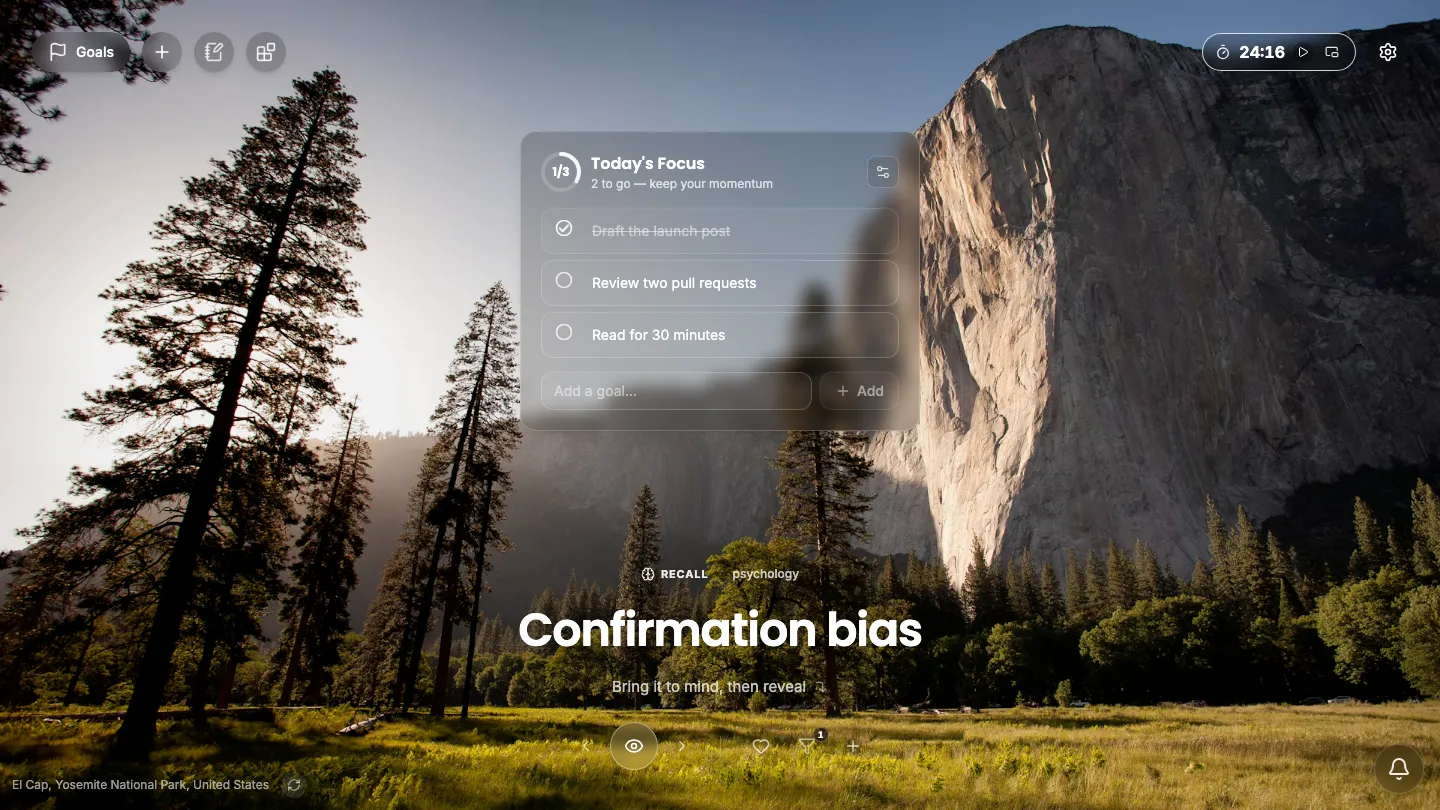 Goals
24:16
1/3
Today's Focus
2 to go — keep your momentum
Draft the launch post
Review two pull requests
Read for 30 minutes
Add a goal...
+ Add
RECALL psychology
Confirmation bias
Bring it to mind, then reveal
1
El Cap, Yosemite National Park, United States